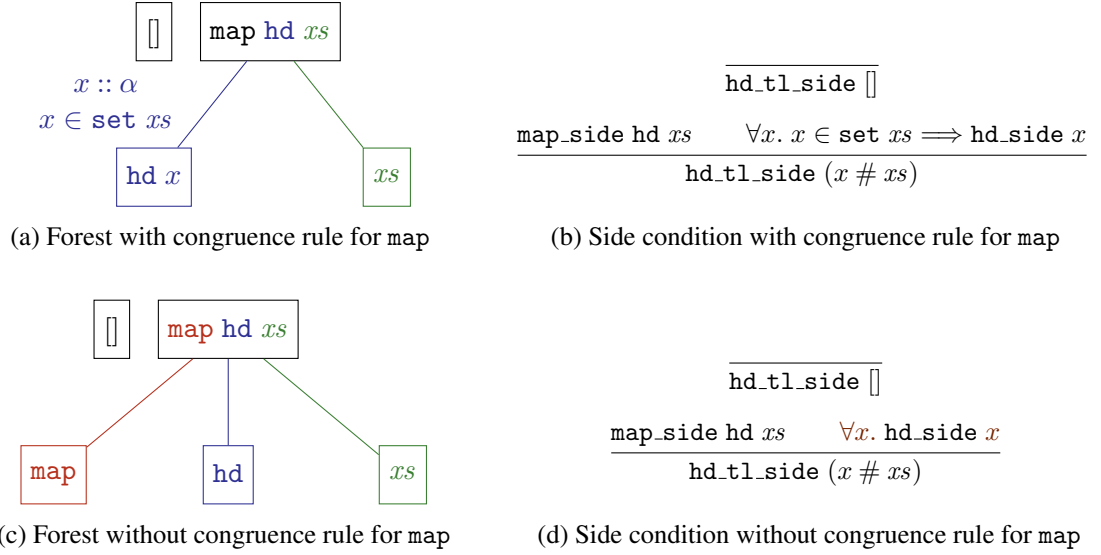 [] map hd xs
x :: α
x ∈ set xs
hd x xs
(a) Forest with congruence rule for map
hd_tl_side []
map_side hd xs ∀x. x ∈ set xs ⟹ hd_side x
hd_tl_side (x # xs)
(b) Side condition with congruence rule for map
[] map hd xs
map hd xs
(c) Forest without congruence rule for map
hd_tl_side []
map_side hd xs ∀x. hd_side x
hd_tl_side (x # xs)
(d) Side condition without congruence rule for map